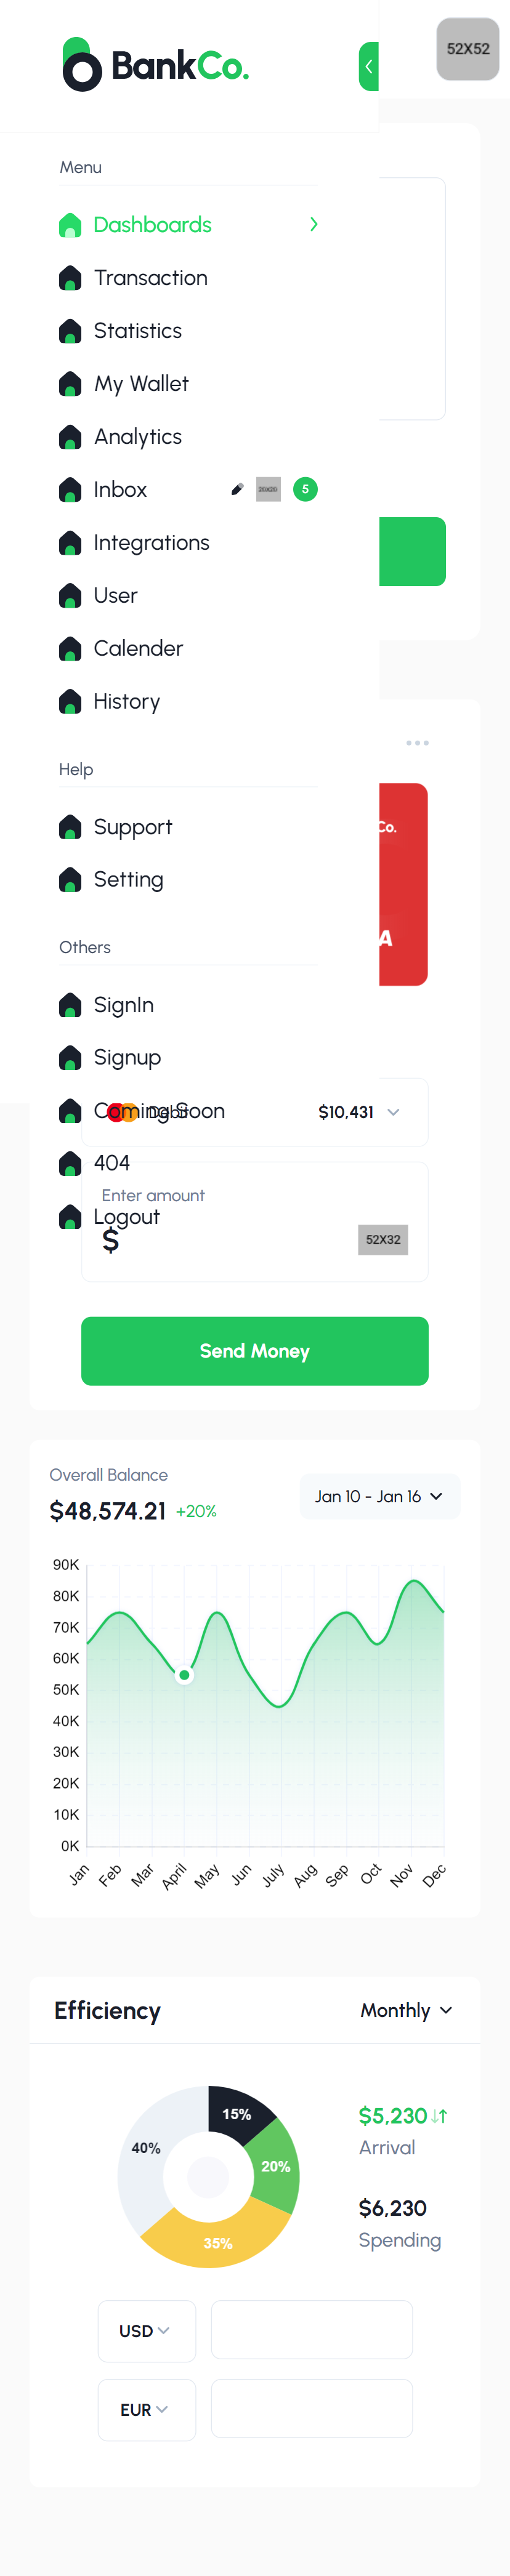 BankCo.
52X52
Menu
Dashboards
Transaction
Statistics
My Wallet
Analytics
Inbox
20X20
5
Integrations
User
Calender
History
Help
Support
Co.
Setting
A
Others
SignIn
Signup
Coming Soon
Debit
$10,431
404
Enter amount
Logout
$
52X32
Send Money
Overall Balance
$48,574.21 +20%
Jan 10 - Jan 16
90K
80K
70K
60K
50K
40K
30K
20K
10K
0K
Jan Feb Mar April May Jun July Aug Sep Oct Nov Dec
Efficiency
Monthly
15%
20%
35%
40%
$5,230
Arrival
$6,230
Spending
USD
EUR